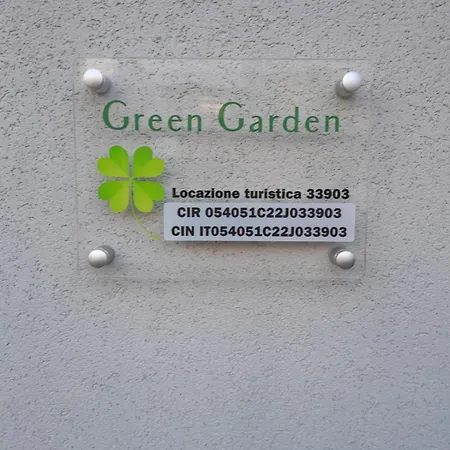 Green Garden
Locazione turistica 33903
CIR 054051C22J033903
CIN IT054051C22J033903